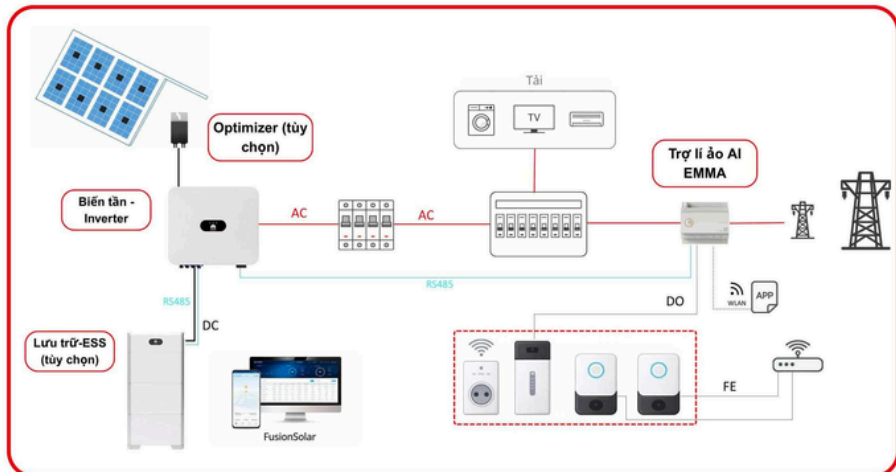 Tải
TV
Optimizer (tùy
chọn)
Trợ lí ảo AI
EMMA
Biến tần -
Inverter
AC
AC
RS485
RS485
DC
DO
WLAN
APP
Lưu trữ-ESS
(tùy chọn)
FE
FusionSolar